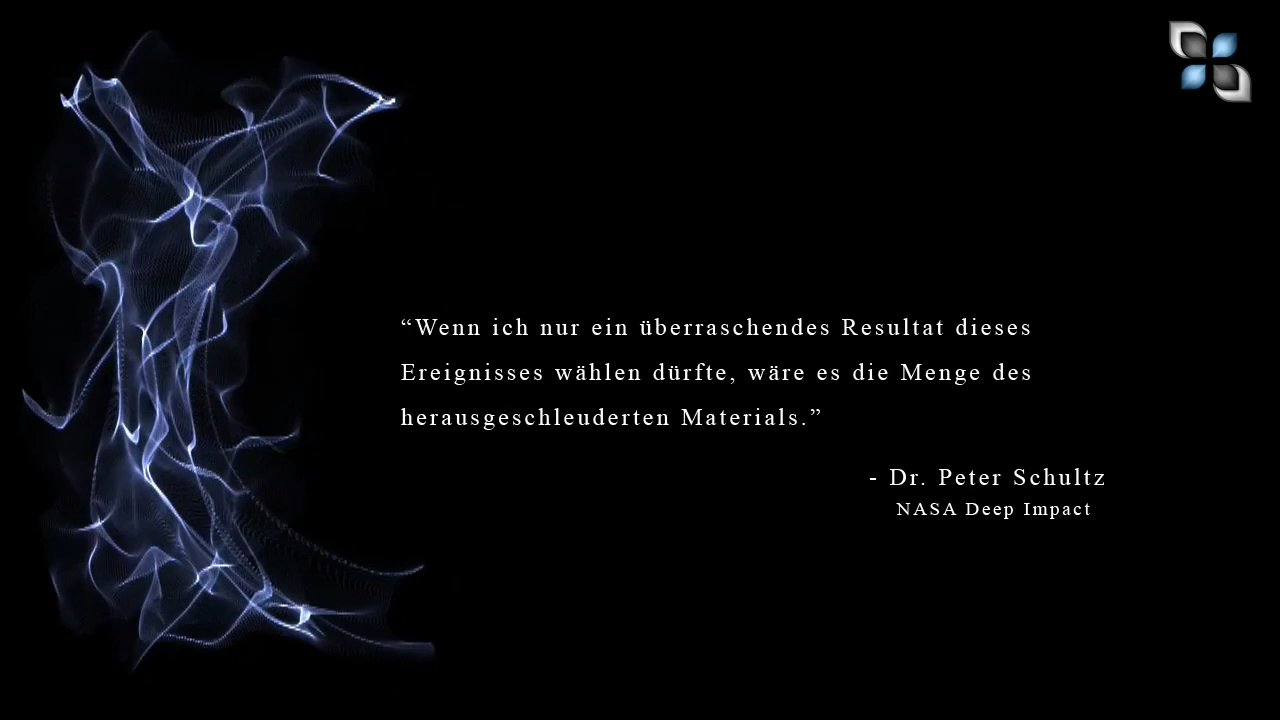 “Wenn ich nur ein überraschendes Resultat dieses
Ereignisses wählen dürfte, wäre es die Menge des
herausgeschleuderten Materials.”
- Dr. Peter Schultz
NASA Deep Impact